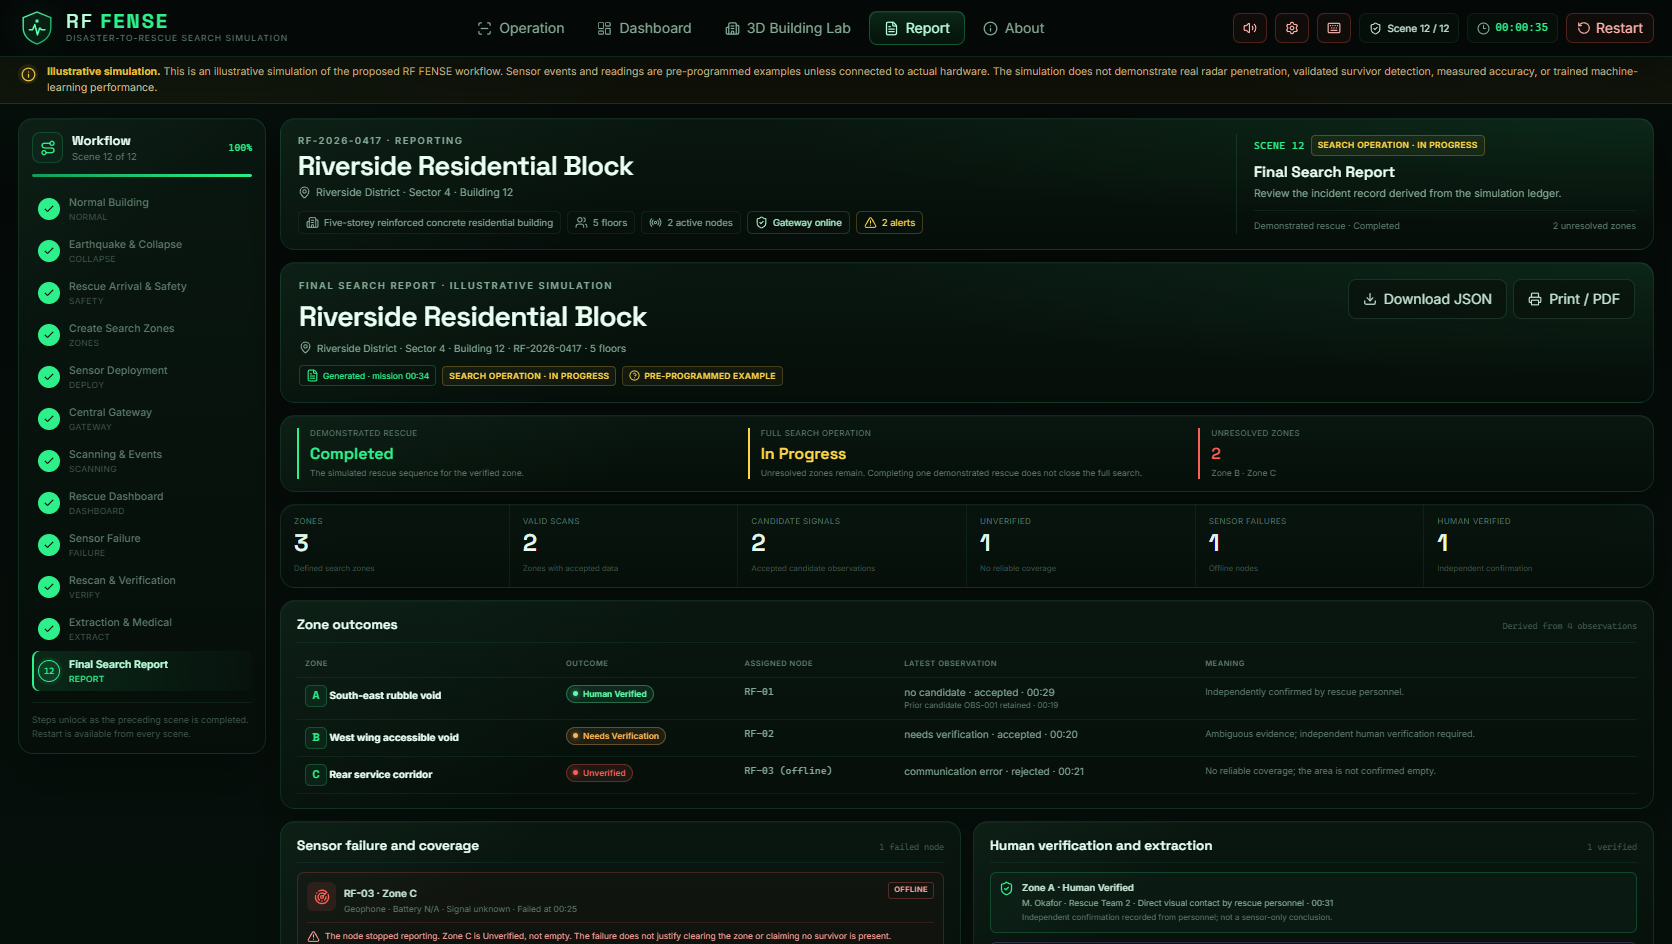 RF FENSE
DISASTER-TO-RESCUE SEARCH SIMULATION
Operation
Dashboard
3D Building Lab
Report
About
Scene 12 / 12
00:00:35
Restart
Illustrative simulation. This is an illustrative simulation of the proposed RF FENSE workflow. Sensor events and readings are pre-programmed examples unless connected to actual hardware. The simulation does not demonstrate real radar penetration, validated survivor detection, measured accuracy, or trained machine-
learning performance.
Workflow
Scene 12 of 12
100%
Normal Building
NORMAL
Earthquake & Collapse
COLLAPSE
Rescue Arrival & Safety
SAFETY
Create Search Zones
ZONES
Sensor Deployment
DEPLOY
Central Gateway
GATEWAY
Scanning & Events
SCANNING
Rescue Dashboard
DASHBOARD
Sensor Failure
FAILURE
Rescan & Verification
VERIFY
Extraction & Medical
EXTRACT
12
Final Search Report
REPORT
Steps unlock as the preceding scene is completed.
Restart is available from every scene.
RF-2026-0417 · REPORTING
Riverside Residential Block
Riverside District · Sector 4 · Building 12
Five-storey reinforced concrete residential building
5 floors
2 active nodes
Gateway online
2 alerts
SCENE 12
SEARCH OPERATION · IN PROGRESS
Final Search Report
Review the incident record derived from the simulation ledger.
Demonstrated rescue · Completed
2 unresolved zones
FINAL SEARCH REPORT · ILLUSTRATIVE SIMULATION
Riverside Residential Block
Riverside District · Sector 4 · Building 12 · RF-2026-0417 · 5 floors
Generated · mission 00:34
SEARCH OPERATION · IN PROGRESS
PRE-PROGRAMMED EXAMPLE
Download JSON
Print / PDF
DEMONSTRATED RESCUE
Completed
The simulated rescue sequence for the verified zone.
FULL SEARCH OPERATION
In Progress
Unresolved zones remain. Completing one demonstrated rescue does not close the full search.
UNRESOLVED ZONES
2
Zone B · Zone C
ZONES
3
Defined search zones
VALID SCANS
2
Zones with accepted data
CANDIDATE SIGNALS
2
Accepted candidate observations
UNVERIFIED
1
No reliable coverage
SENSOR FAILURES
1
Offline nodes
HUMAN VERIFIED
1
Independent confirmation
Zone outcomes
Derived from 4 observations
ZONE OUTCOME ASSIGNED NODE LATEST OBSERVATION MEANING
A South-east rubble void Human Verified RF-01 no candidate · accepted · 00:29 Independently confirmed by rescue personnel.
Prior candidate OBS-001 retained · 00:19
B West wing accessible void Needs Verification RF-02 needs verification · accepted · 00:20 Ambiguous evidence; independent human verification required.
C Rear service corridor Unverified RF-03 (offline) communication error · rejected · 00:21 No reliable coverage; the area is not confirmed empty.
Sensor failure and coverage
1 failed node
RF-03 · Zone C
OFFLINE
Geophone · Battery N/A · Signal unknown · Failed at 00:25
The node stopped reporting. Zone C is Unverified, not empty. The failure does not justify clearing the zone or claiming no survivor is present.
Human verification and extraction
1 verified
Zone A · Human Verified
M. Okafor · Rescue Team 2 · Direct visual contact by rescue personnel · 00:31
Independent confirmation recorded from personnel; not a sensor-only conclusion.